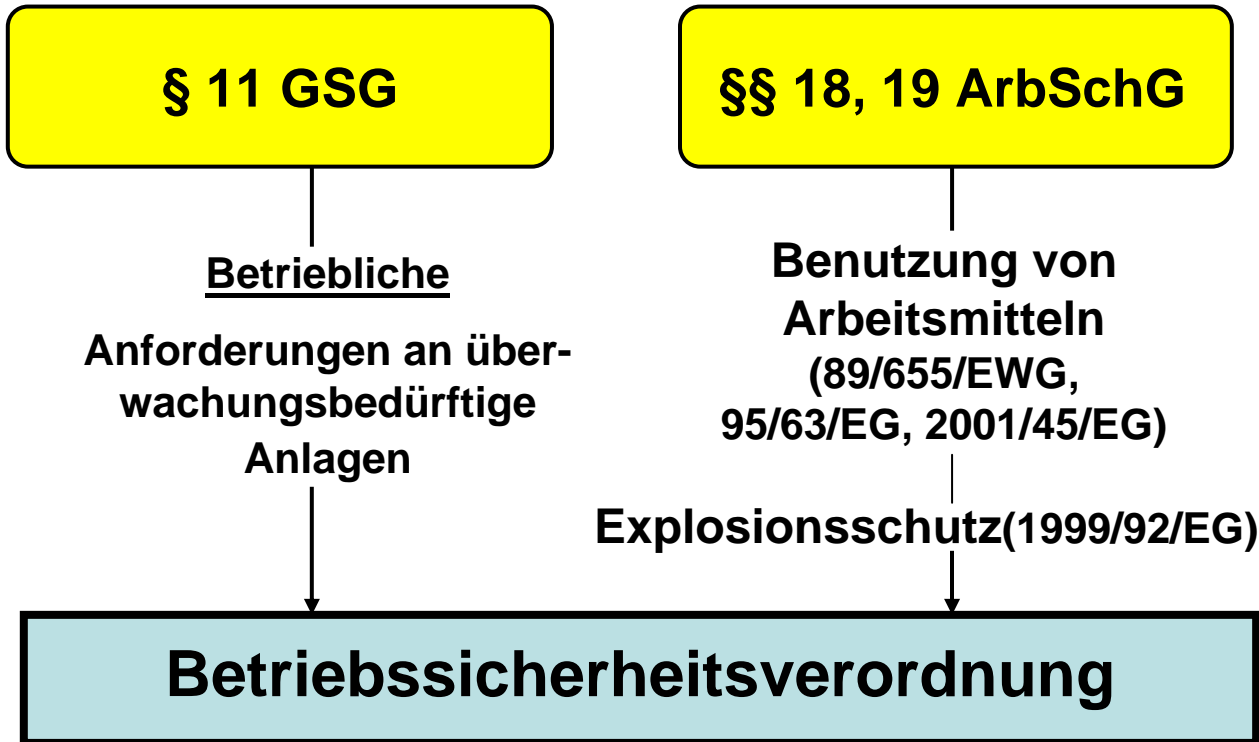 § 11 GSG
Betriebliche
Anforderungen an über-
wachungsbedürftige
Anlagen
§§ 18, 19 ArbSchG
Benutzung von
Arbeitsmitteln
(89/655/EWG,
95/63/EG, 2001/45/EG)
Explosionsschutz(1999/92/EG)
Betriebssicherheitsverordnung